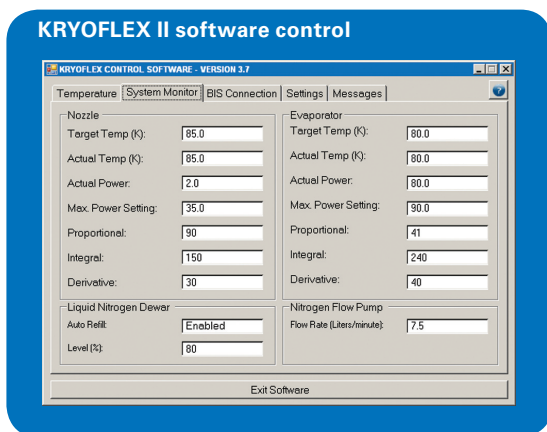 KRYOFLEX II software control
KRYOFLEX CONTROL SOFTWARE - VERSION 3.7
Temperature System Monitor BIS Connection Settings Messages ?
Nozzle
Target Temp (K): 85.0
Actual Temp (K): 85.0
Actual Power: 2.0
Max. Power Setting: 35.0
Proportional: 90
Integral: 150
Derivative: 30
Evaporator
Target Temp (K): 80.0
Actual Temp (K): 80.0
Actual Power: 80.0
Max. Power Setting: 90.0
Proportional: 41
Integral: 240
Derivative: 40
Liquid Nitrogen Dewar
Auto Refill: Enabled
Level (%): 80
Nitrogen Flow Pump
Flow Rate (Liters/minute): 7.5
Exit Software